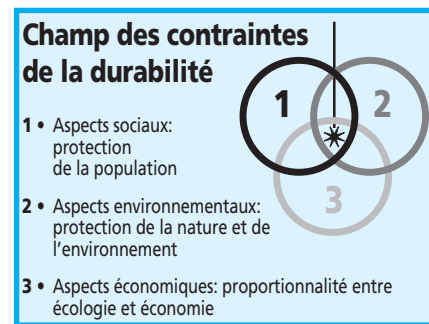 Champ des contraintes
de la durabilité
1 • Aspects sociaux:
protection
de la population
2 • Aspects environnementaux:
protection de la nature et de
l'environnement
3 • Aspects économiques: proportionnalité entre
écologie et économie
1
2
3